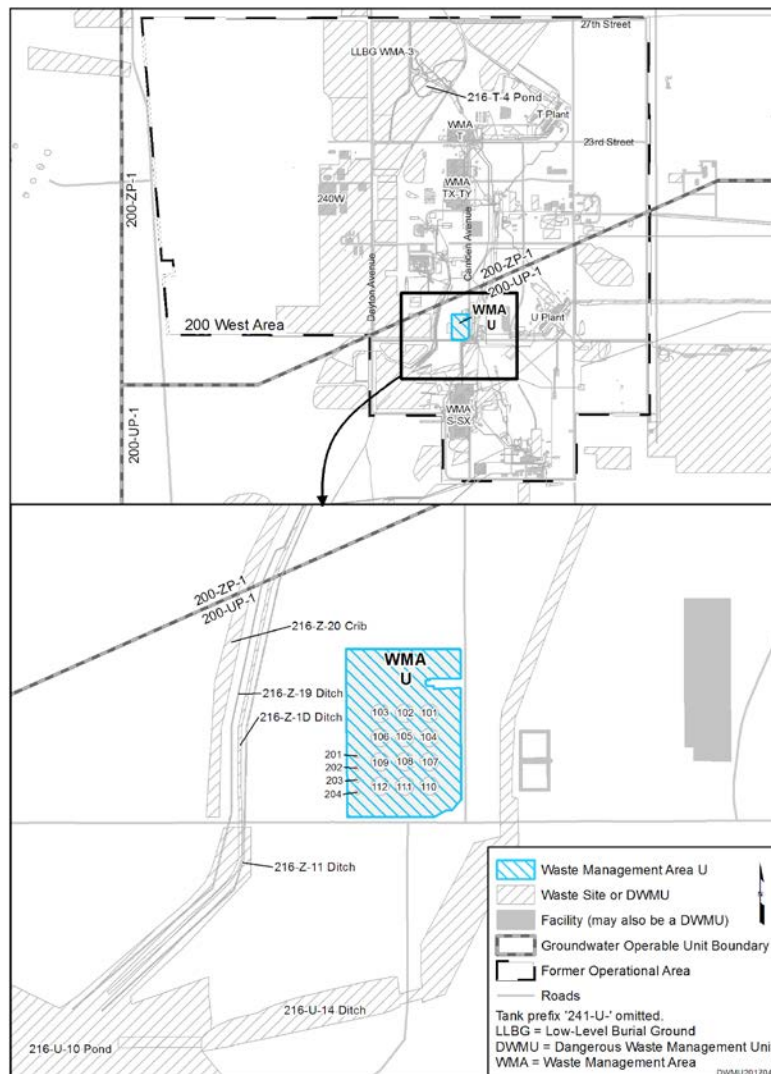 27th Street
LLBG WMA-3
216-T-4 Pond
T Plant
WMA
T
23rd Street
WMA
TX-TY
240W
200-ZP-1
Dayton Avenue
Camden Avenue
200-ZP-1
200-UP-1
WMA
U
U Plant
200 West Area
WMA
S-SX
200-UP-1
200-ZP-1
200-UP-1
216-Z-20 Crib
WMA
U
216-Z-19 Ditch
216-Z-1D Ditch
103 102 101
106 105 104
201
109 108 107
202
203
112 111 110
204
216-Z-11 Ditch
216-U-14 Ditch
216-U-10 Pond
Waste Management Area U
Waste Site or DWMU
Facility (may also be a DWMU)
Groundwater Operable Unit Boundary
Former Operational Area
Roads
Tank prefix '241-U-' omitted.
LLBG = Low-Level Burial Ground
DWMU = Dangerous Waste Management Unit
WMA = Waste Management Area